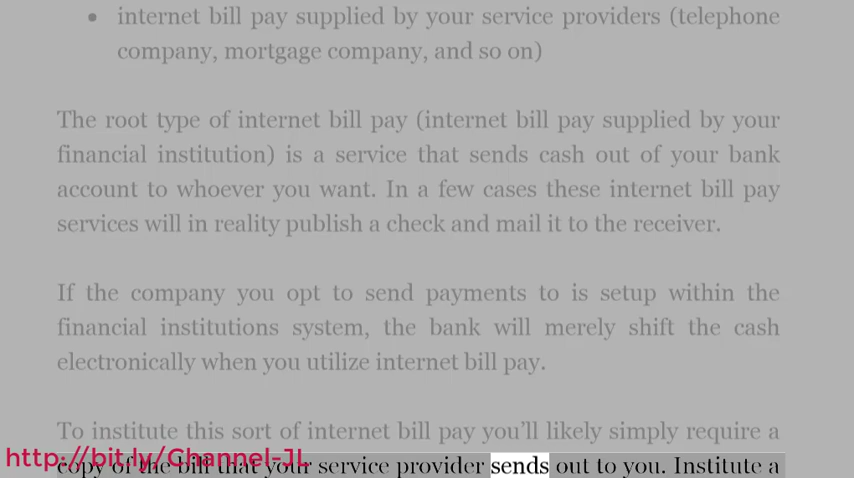 • internet bill pay supplied by your service providers (telephone
company, mortgage company, and so on)
The root type of internet bill pay (internet bill pay supplied by your
financial institution) is a service that sends cash out of your bank
account to whoever you want. In a few cases these internet bill pay
services will in reality publish a check and mail it to the receiver.
If the company you opt to send payments to is setup within the
financial institutions system, the bank will merely shift the cash
electronically when you utilize internet bill pay.
To institute this sort of internet bill pay you’ll likely simply require a
copy of the bill that your service provider sends out to you. Institute a
http://bit.ly/Channel-JL